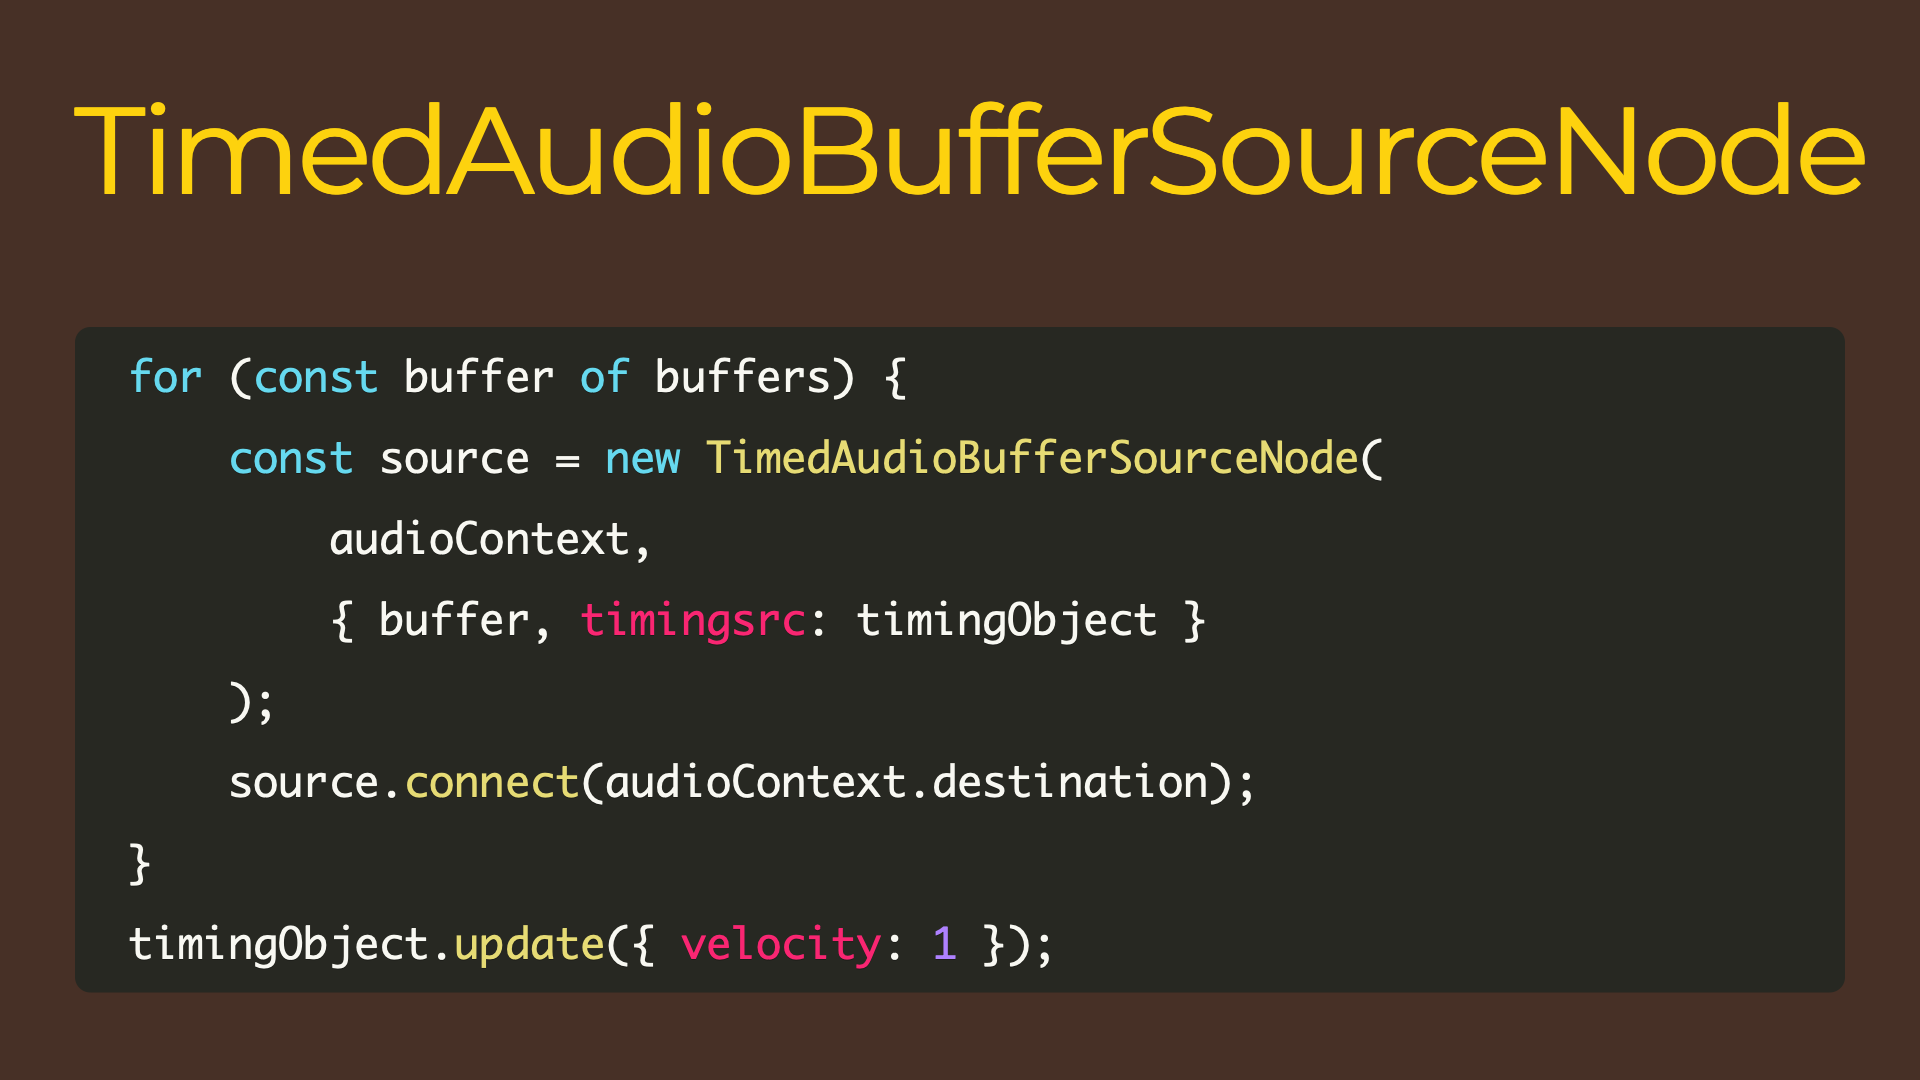 TimedAudioBufferSourceNode
for (const buffer of buffers) {
    const source = new TimedAudioBufferSourceNode(
        audioContext,
        { buffer, timingsrc: timingObject }
    );
    source.connect(audioContext.destination);
}
timingObject.update({ velocity: 1 });